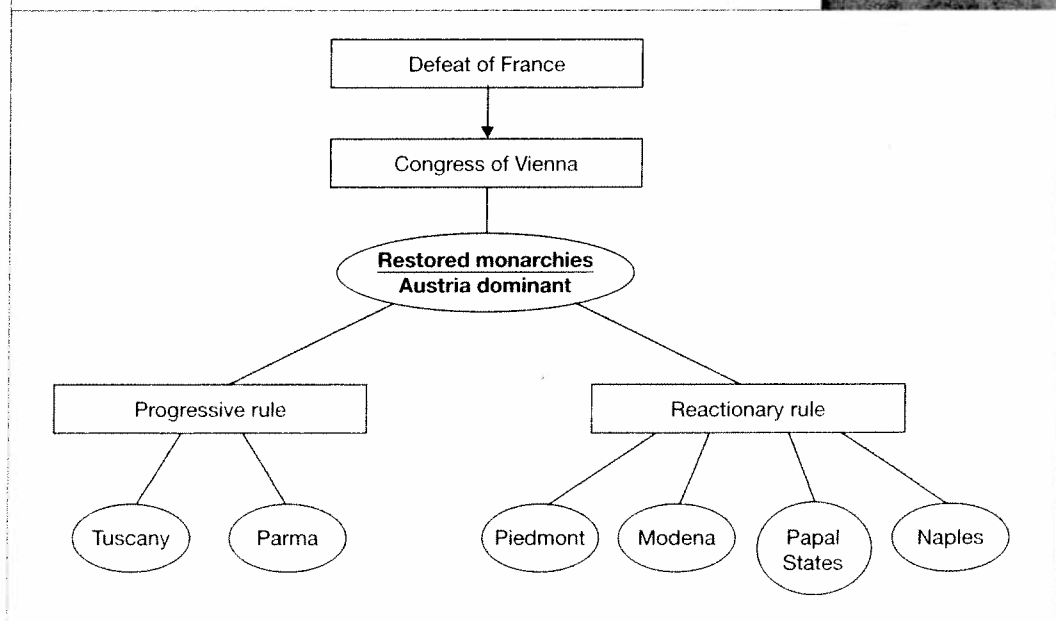 Defeat of France
Congress of Vienna
Restored monarchies
Austria dominant
Progressive rule
Reactionary rule
Tuscany
Parma
Piedmont
Modena
Papal
States
Naples